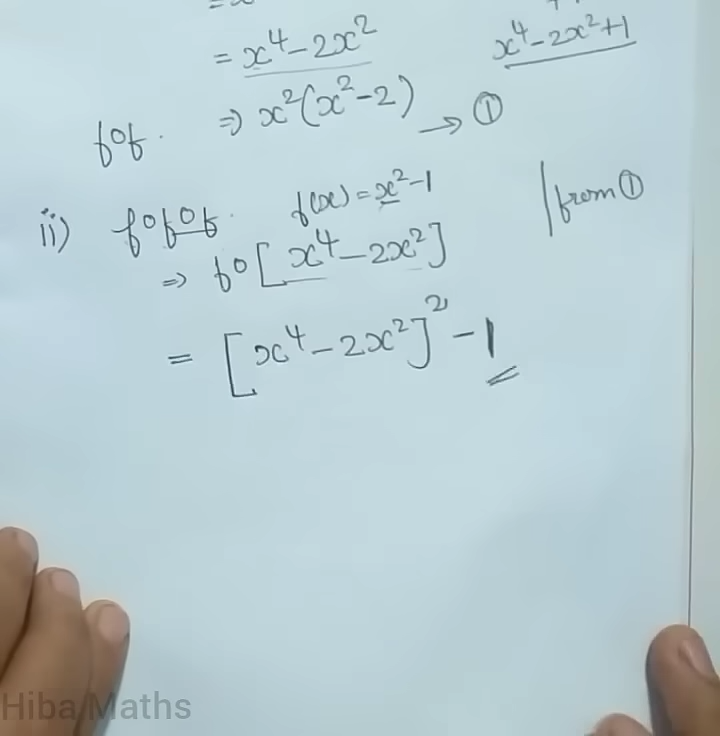 = x⁴-2x²
x⁴-2x²+1
fof. ⇒ x²(x²-2) → ①
ii) fofof. f(x) = x²-1 /from ①
⇒ fo[x⁴-2x²]
= [x⁴-2x²]² -1
Hiba Maths